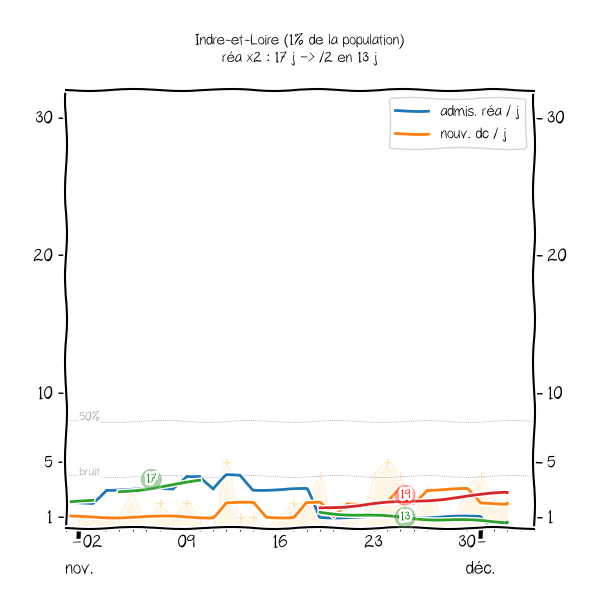 Indre-et-Loire (1% de la population)
réa x2 : 17 j -> /2 en 13 j
admis. réa / j
nouv. dc / j
30
30
20
20
10
10
50%
5
5
bruit
17
19
13
1
1
02
09
16
23
30
nov.
déc.